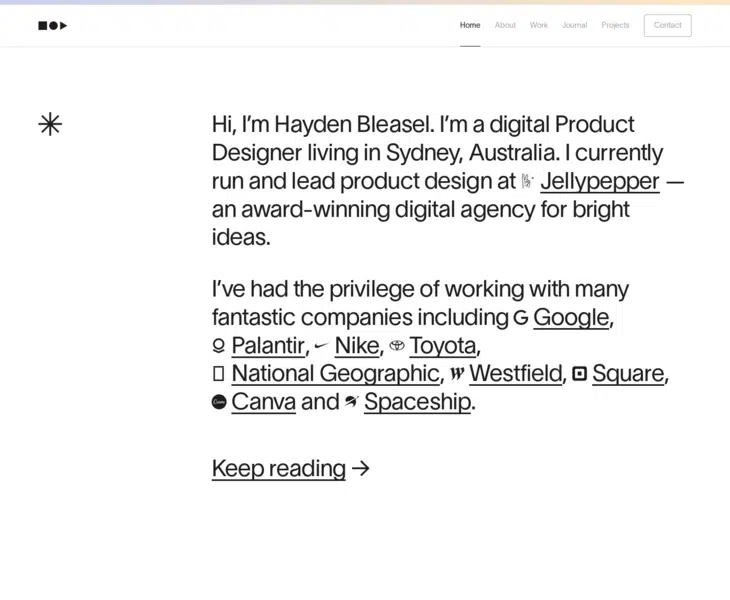 Home About Work Journal Projects Contact
Hi, I’m Hayden Bleasel. I’m a digital Product
Designer living in Sydney, Australia. I currently
run and lead product design at Jellypepper —
an award-winning digital agency for bright
ideas.
I’ve had the privilege of working with many
fantastic companies including G Google,
Palantir, Nike, Toyota,
National Geographic, W Westfield, Square,
Canva and Spaceship.
Keep reading →